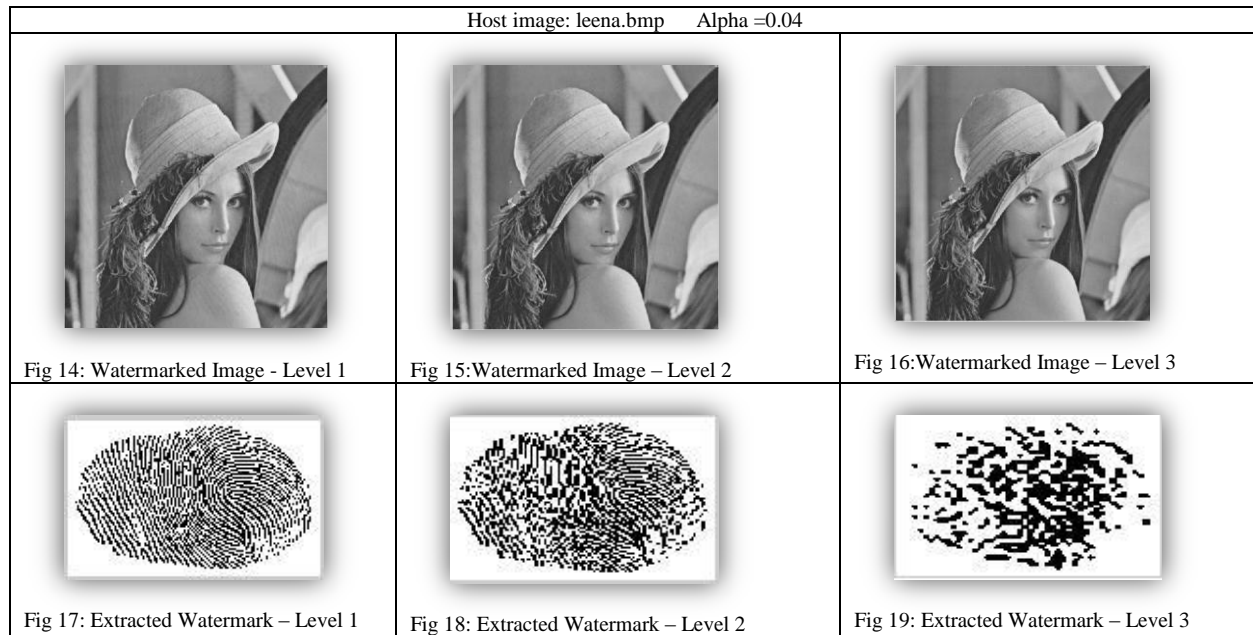 Host image: leena.bmp Alpha =0.04
Fig 14: Watermarked Image - Level 1
Fig 15:Watermarked Image – Level 2
Fig 16:Watermarked Image – Level 3
Fig 17: Extracted Watermark – Level 1
Fig 18: Extracted Watermark – Level 2
Fig 19: Extracted Watermark – Level 3